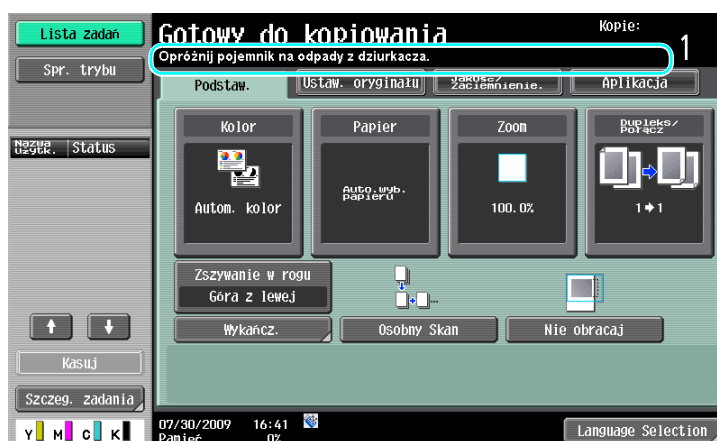 Lista zadań
Spr. trybu
Nazwa użytk.
Status
Kasuj
Szczeg. zadania
Y M C K
Gotowy do kopiowania
Kopie:
1
Opróżnij pojemnik na odpady z dziurkacza.
Podstaw.
Ustaw. oryginału
Jakość/
zaciemnienie.
Aplikacja
Kolor
Papier
Zoom
Dupleks/
Połącz
Autom. kolor
Auto.wyb.
papieru
100.0%
1 1
Zszywanie w rogu
Góra z lewej
Wykańcz.
Osobny Skan
Nie obracaj
07/30/2009 16:41
Pamięć 0%
Language Selection